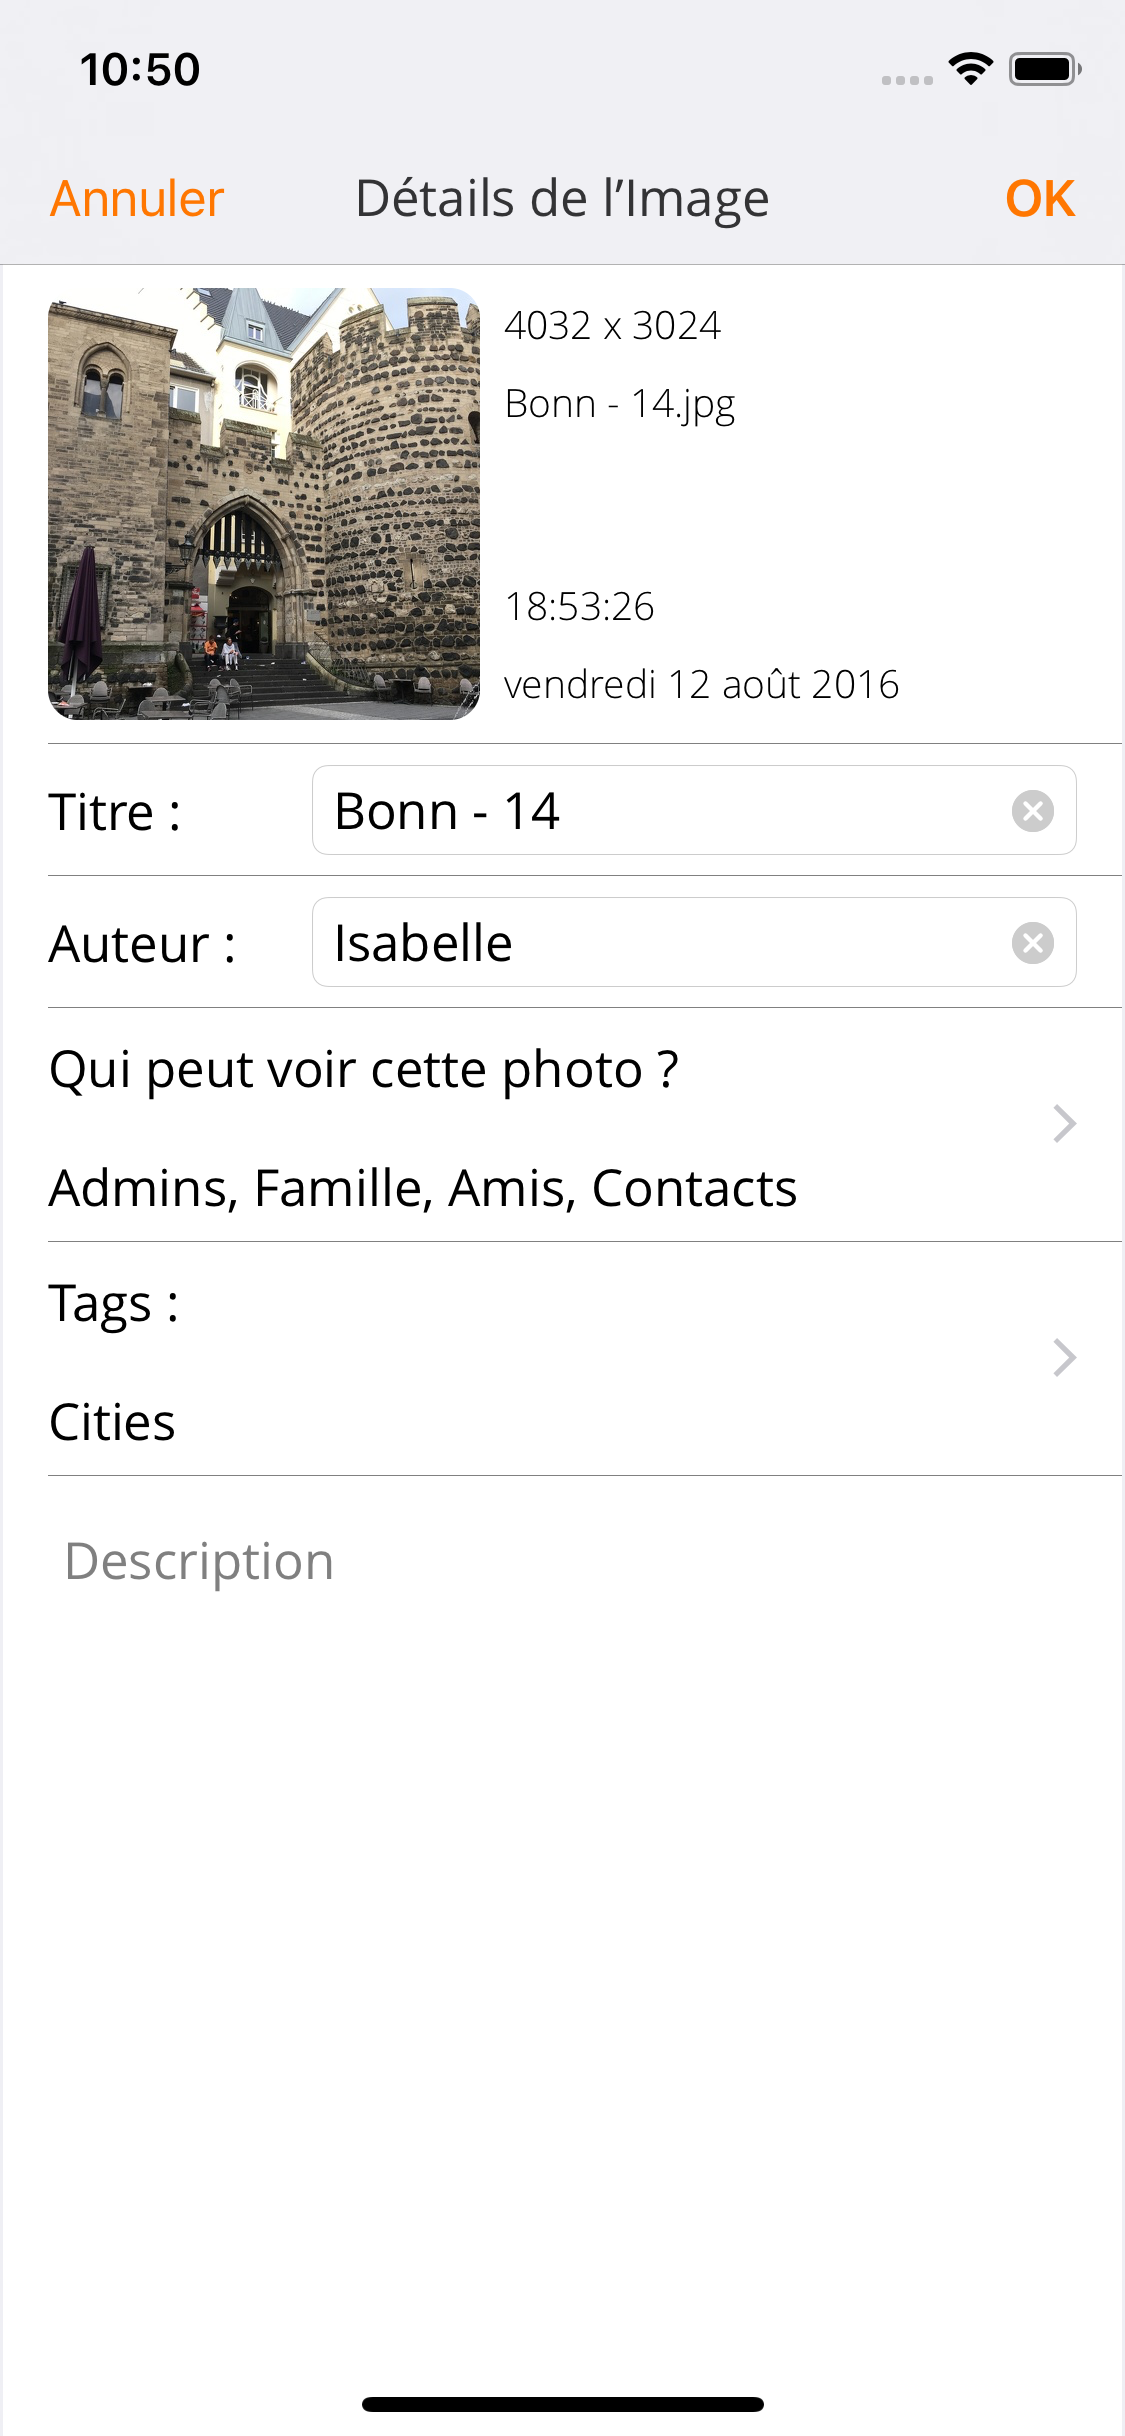 10:50
Annuler
Détails de l’Image
OK
4032 x 3024
Bonn - 14.jpg
18:53:26
vendredi 12 août 2016
Titre :
Bonn - 14
Auteur :
Isabelle
Qui peut voir cette photo ?
Admins, Famille, Amis, Contacts
Tags :
Cities
Description